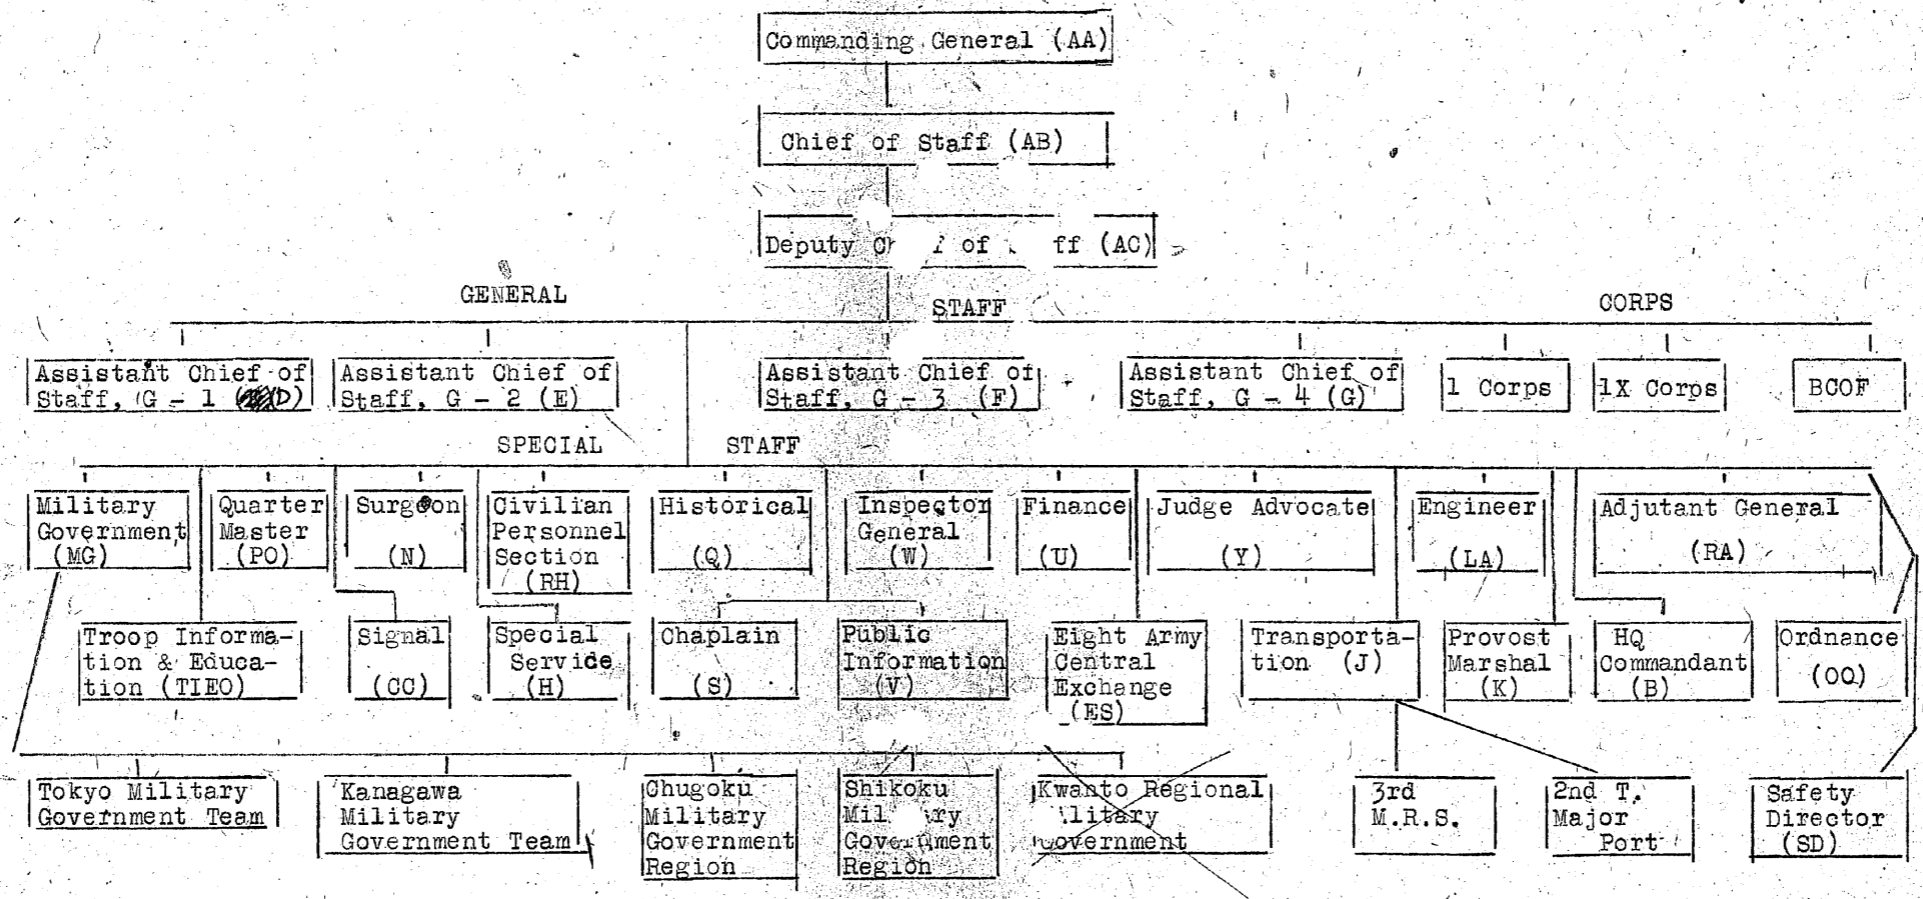 Commanding General (AA)
Chief of Staff (AB)
Deputy of (AC)
GENERAL
STAFF
CORPS
Assistant Chief of
Staff, G - 1 (D)
Assistant Chief of
Staff, G - 2 (E)
Assistant Chief of
Staff, G - 3 (F)
Assistant Chief of
Staff, G - 4 (G)
1 Corps
1X Corps
BCOF
SPECIAL
STAFF
Military
Government
(MG)
Quarter
Master
(PO)
Surgeon
(N)
Civilian
Personnel
Section
(RH)
Historical
(Q)
Inspector
General
(W)
Finance
(U)
Judge Advocate
(Y)
Engineer
(LA)
Adjutant General
(RA)
Troop Informa-
tion & Educa-
tion (TIEO)
Signal
(CC)
Special
Service
(H)
Chaplain
(S)
Public
Information
(V)
Eight Army
Central
Exchange
(ES)
Transporta-
tion (J)
Provost
Marshal
(K)
HQ
Commandant
(B)
Ordnance
(OO)
Tokyo Military
Government Team
Kanagawa
Military
Government Team
Chugoku
Military
Government
Region
Shikoku
Government
Region
Kwanto Regional
Government
3rd
M.R.S.
2nd T.
Major
Port
Safety
Director
(SD)